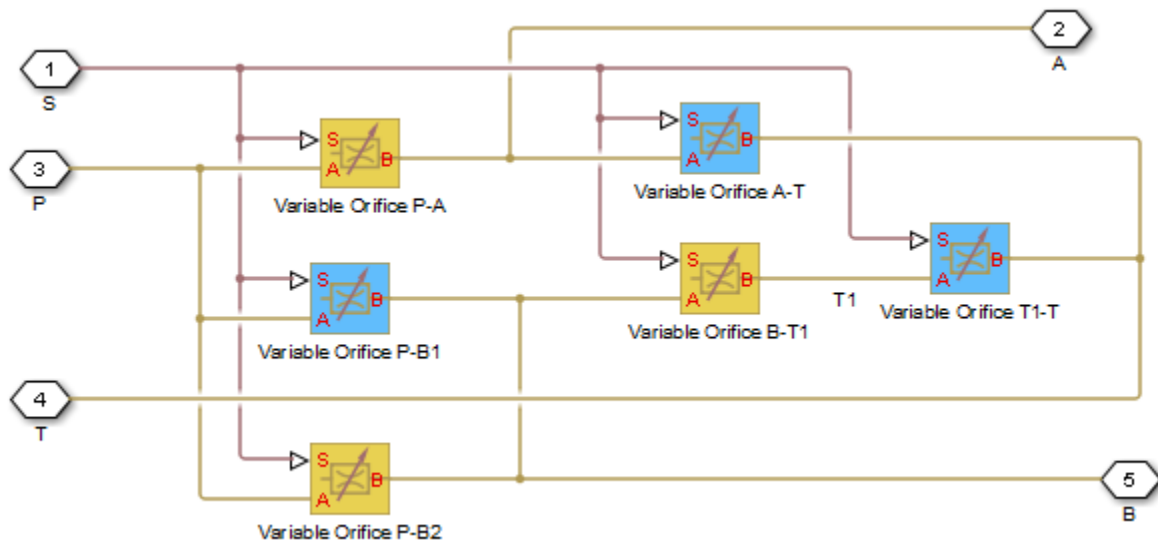 2
A
1
S
S
A
B
Variable Orifice P-A
S
A
B
Variable Orifice A-T
3
P
S
A
B
Variable Orifice P-B1
S
A
B
Variable Orifice B-T1
T1
S
A
B
Variable Orifice T1-T
4
T
S
A
B
Variable Orifice P-B2
5
B